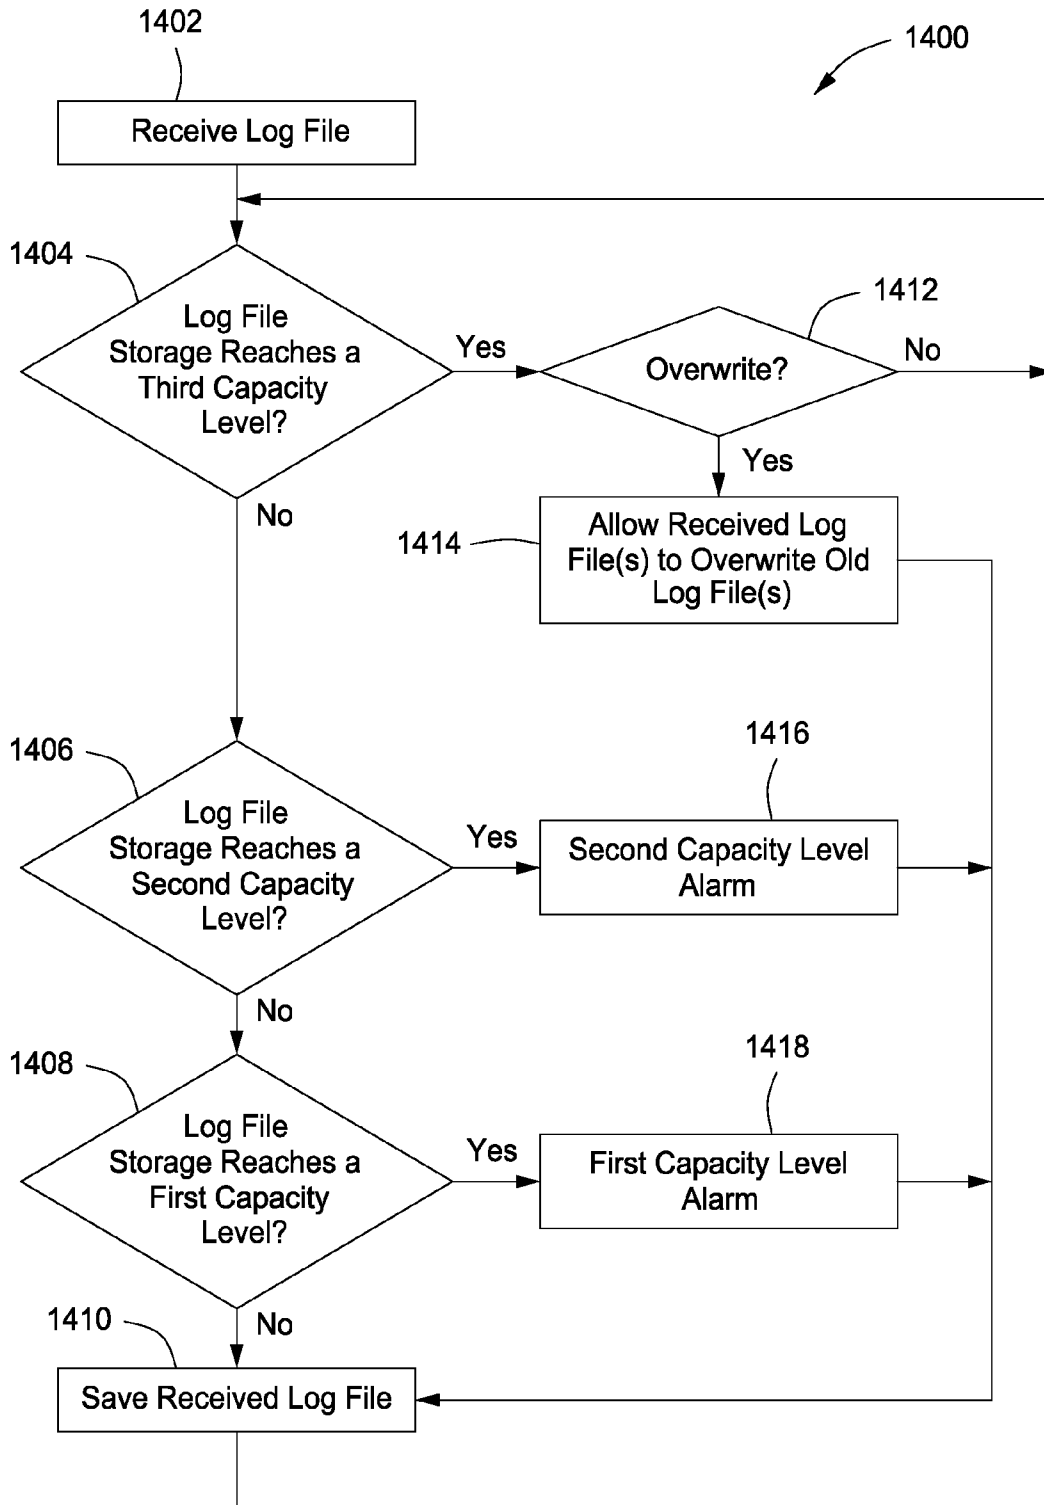 1402
1400
Receive Log File
1404
Log File
Storage Reaches a
Third Capacity
Level?
Yes
1412
Overwrite?
No
Yes
No
1414
Allow Received Log
File(s) to Overwrite Old
Log File(s)
1406
Log File
Storage Reaches a
Second Capacity
Level?
Yes
1416
Second Capacity Level
Alarm
No
1408
Log File
Storage Reaches a
First Capacity
Level?
Yes
1418
First Capacity Level
Alarm
No
1410
Save Received Log File